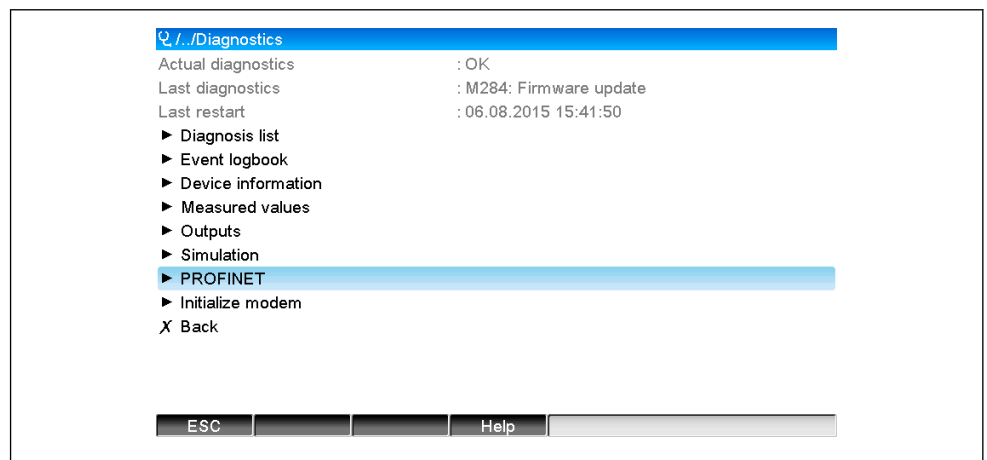 /../Diagnostics
Actual diagnostics : OK
Last diagnostics : M284: Firmware update
Last restart : 06.08.2015 15:41:50
► Diagnosis list
► Event logbook
► Device information
► Measured values
► Outputs
► Simulation
► PROFINET
► Initialize modem
X Back
ESC Help